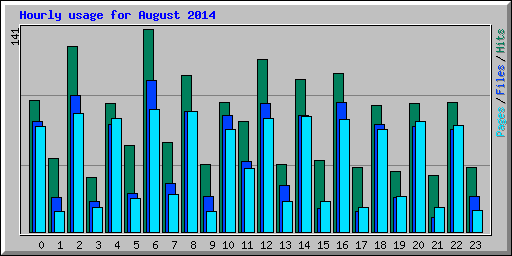 Hourly usage for August 2014
141
Pages / Files / Hits
0 1 2 3 4 5 6 7 8 9 10 11 12 13 14 15 16 17 18 19 20 21 22 23